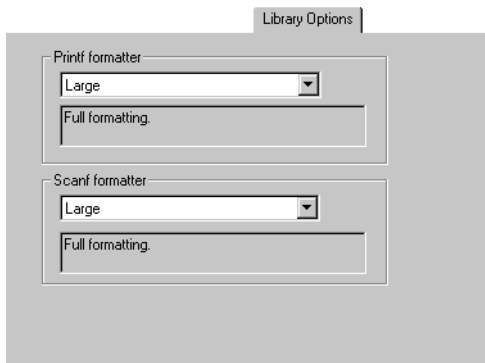 Library Options
Printf formatter
Large
Full formatting.
Scanf formatter
Large
Full formatting.